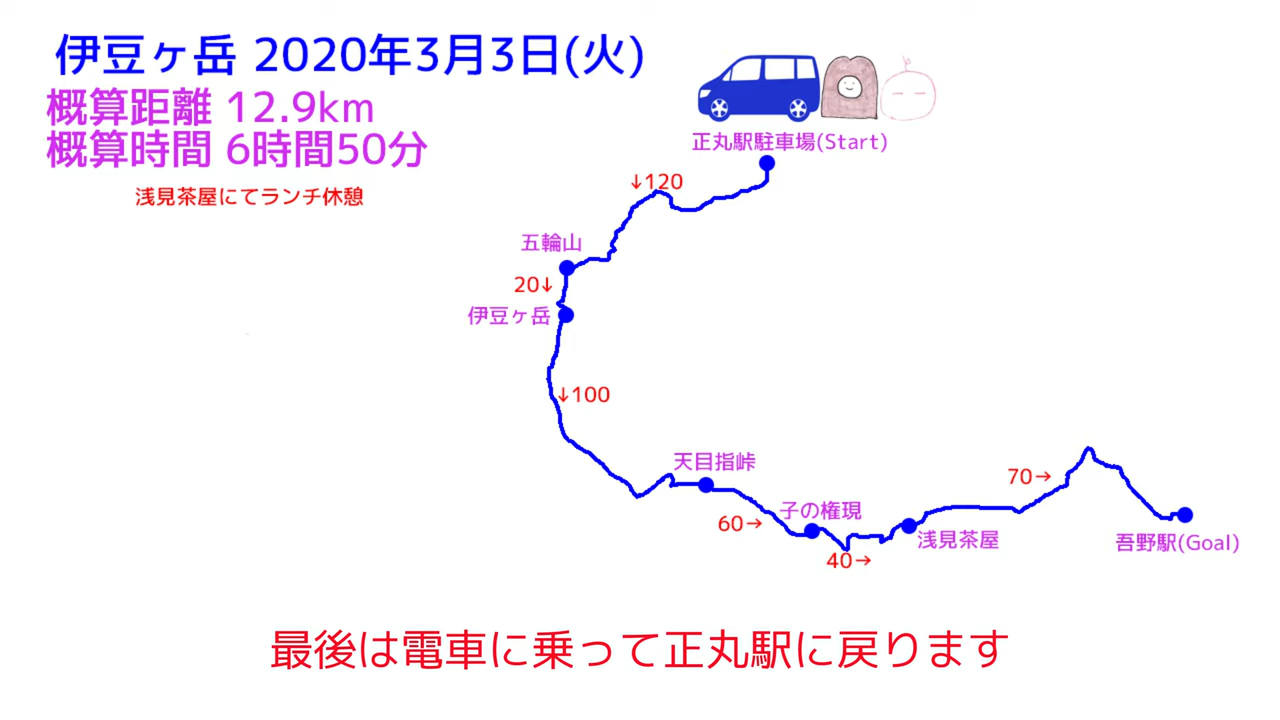 伊豆ヶ岳 2020年3月3日(火)
概算距離 12.9km
概算時間 6時間50分
浅見茶屋にてランチ休憩
正丸駅駐車場(Start)
↓120
五輪山
20↓
伊豆ヶ岳
↓100
天目指峠
60→
子の権現
40→
浅見茶屋
70→
吾野駅(Goal)
最後は電車に乗って正丸駅に戻ります